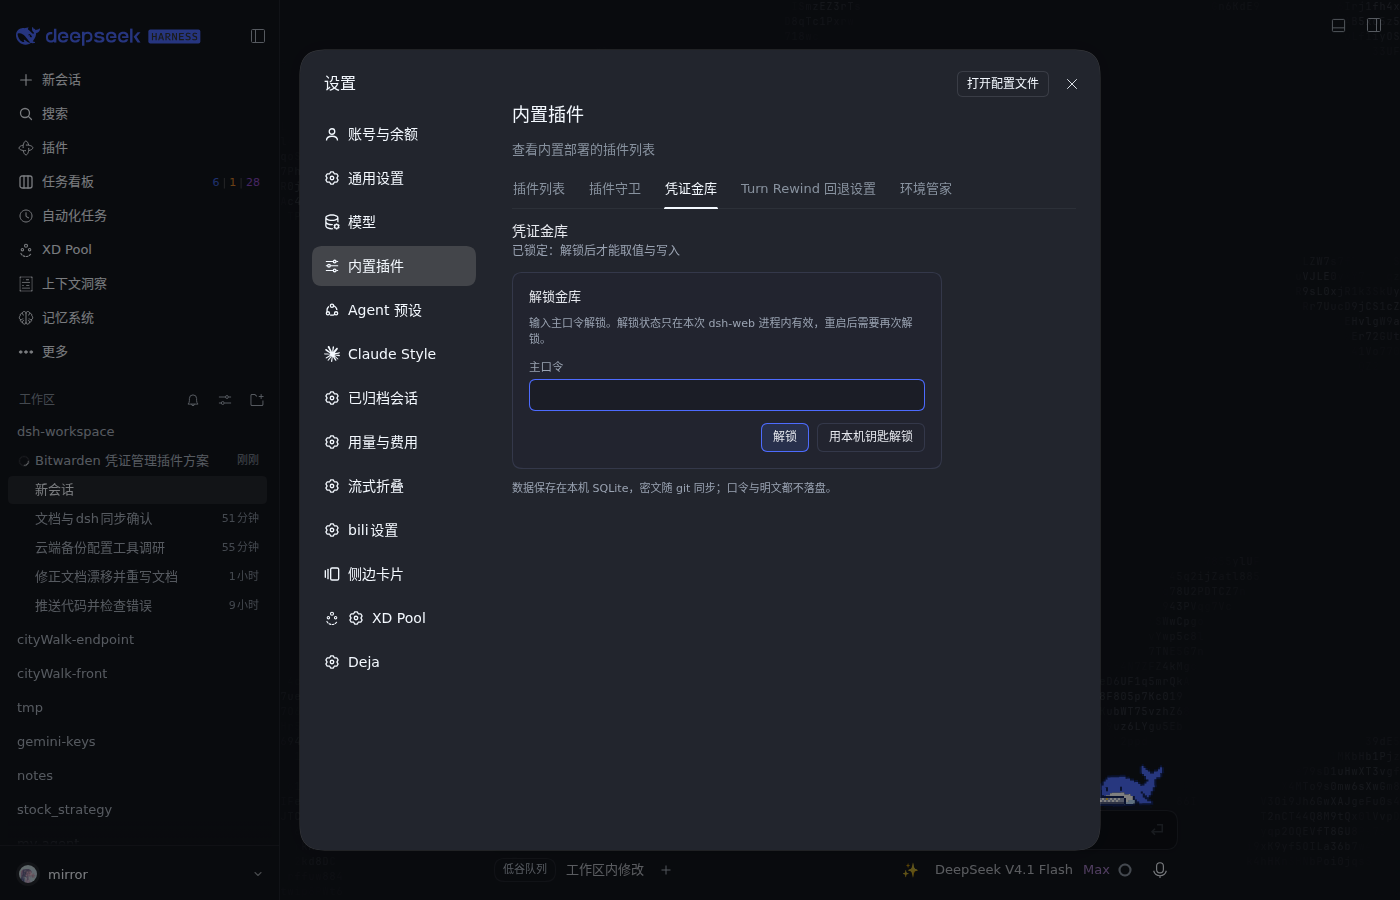 deepseek HARNESS
新会话
搜索
插件
任务看板 6 | 1 | 28
自动化任务
XD Pool
上下文洞察
记忆系统
更多
工作区
dsh-workspace
Bitwarden 凭证管理插件方案 刚刚
新会话
文档与dsh同步确认 51分钟
云端备份配置工具调研 55分钟
修正文档漂移并重写文档 1小时
推送代码并检查错误 9小时
cityWalk-endpoint
cityWalk-front
tmp
gemini-keys
notes
stock_strategy
mirror
设置
打开配置文件
账号与余额
通用设置
模型
内置插件
Agent 预设
Claude Style
已归档会话
用量与费用
流式折叠
bili设置
侧边卡片
XD Pool
Deja
内置插件
查看内置部署的插件列表
插件列表 插件守卫 凭证金库 Turn Rewind 回退设置 环境管家
凭证金库
已锁定：解锁后才能取值与写入
解锁金库
输入主口令解锁。解锁状态只在本次 dsh-web 进程内有效，重启后需要再次解
锁。
主口令
解锁 用本机钥匙解锁
数据保存在本机 SQLite，密文随 git 同步；口令与明文都不落盘。
低谷队列 工作区内修改
DeepSeek V4.1 Flash Max